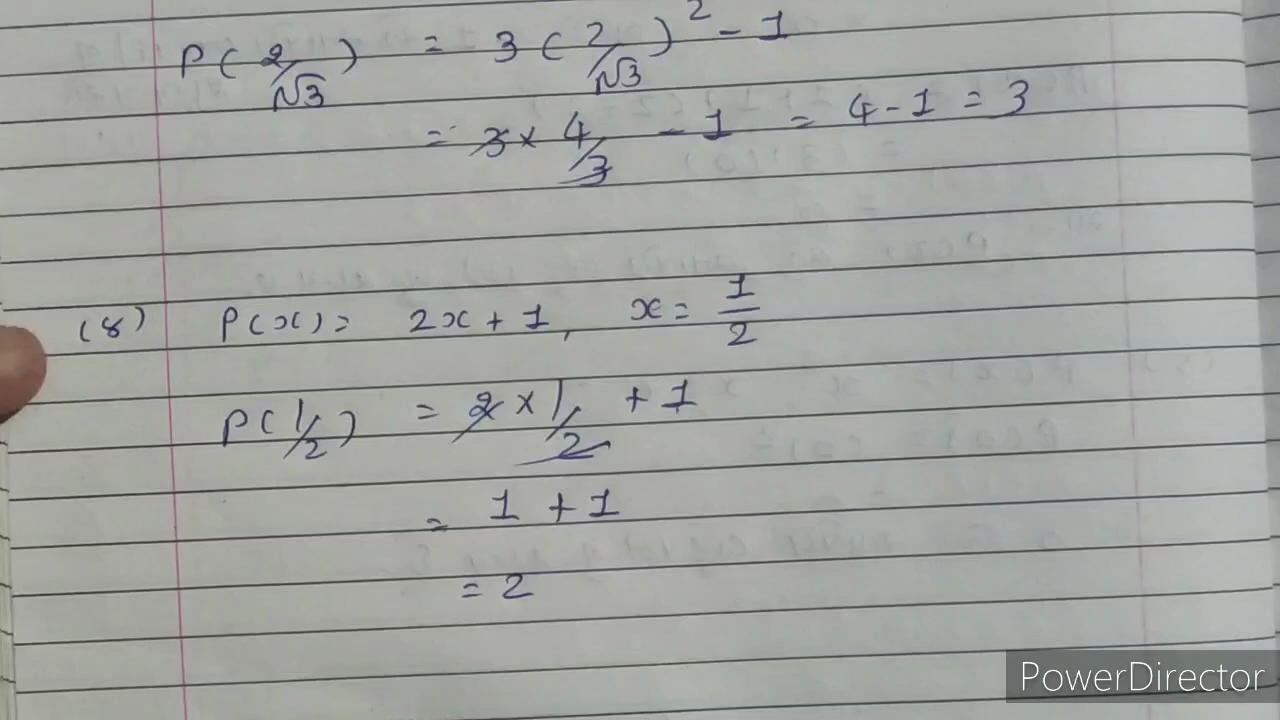 P(2/√3) = 3(2/√3)² - 1
= 3 × 4/3 - 1 = 4 - 1 = 3
(8) P(x) = 2x + 1, x = 1/2
P(1/2) = 2 × 1/2 + 1
= 1 + 1
= 2
PowerDirector